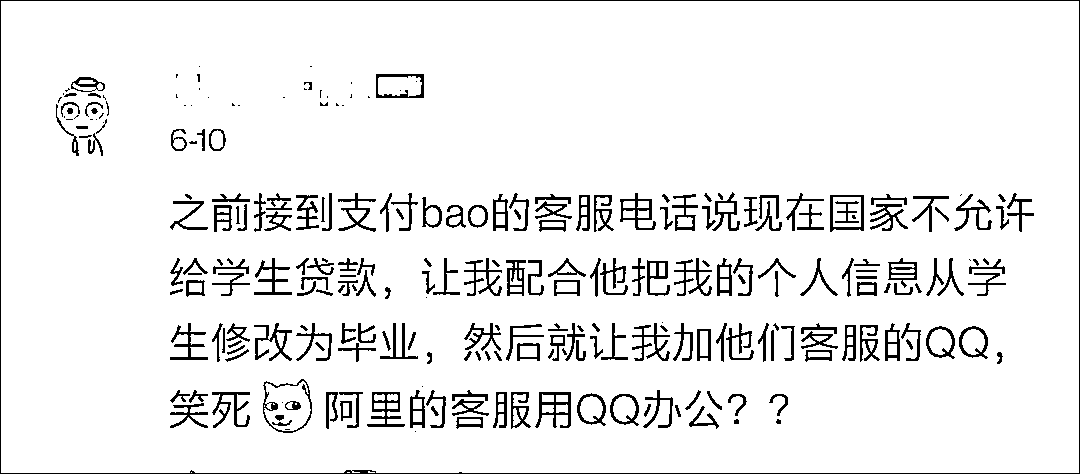 6-10
之前接到支付bao的客服电话说现在国家不允许
给学生贷款，让我配合他把我的个人信息从学
生修改为毕业，然后就让我加他们客服的QQ，
笑死 阿里的客服用QQ办公？？